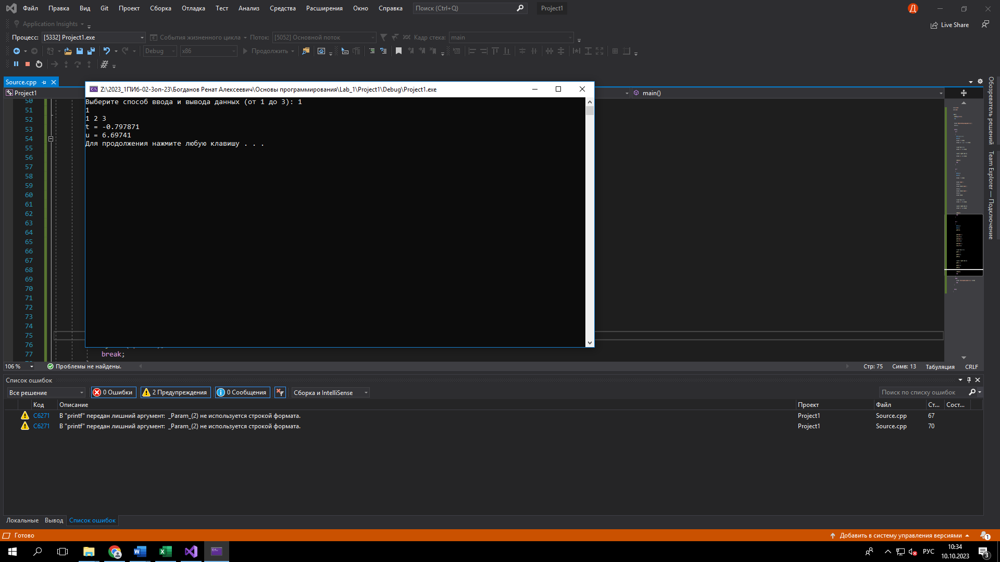 Файл Правка Вид Git Проект Сборка Отладка Тест Анализ Средства Расширения Окно Справка Поиск (Ctrl+Q) Project1 Д
Application Insights Live Share
Процесс: [5332] Project1.exe События жизненного цикла Поток: [5052] Основной поток Кадр стека: main
Debug x86 Продолжить
Source.cpp
Project1 main()
Z:\2023_1ПИб-02-3оп-23\Богданов Ренат Алексеевич\Основы программирования\Lab_1\Project1\Debug\Project1.exe
Выберите способ ввода и вывода данных (от 1 до 3): 1
1
1 2 3
t = -0.797871
u = 6.69741
Для продолжения нажмите любую клавишу . . .
50
51
52
53
54
55
56
57
58
59
60
61
62
63
64
65
66
67
68
69
70
71
72
73
74
75
76
77 break;
Обозреватель решений
Team Explorer — Подключение
106 % Проблемы не найдены. Стр: 75 Симв: 13 Табуляция CRLF
Список ошибок
Все решение 0 Ошибки 2 Предупреждения 0 Сообщения Сборка и IntelliSense Поиск по списку ошибок
Код Описание Проект Файл Ст... Сост...
C6271 В "printf" передан лишний аргумент: _Param_(2) не используется строкой формата. Project1 Source.cpp 67
C6271 В "printf" передан лишний аргумент: _Param_(2) не используется строкой формата. Project1 Source.cpp 70
Локальные Вывод Список ошибок
Готово Добавить в систему управления версиями 1
РУС 10:34
10.10.2023 3